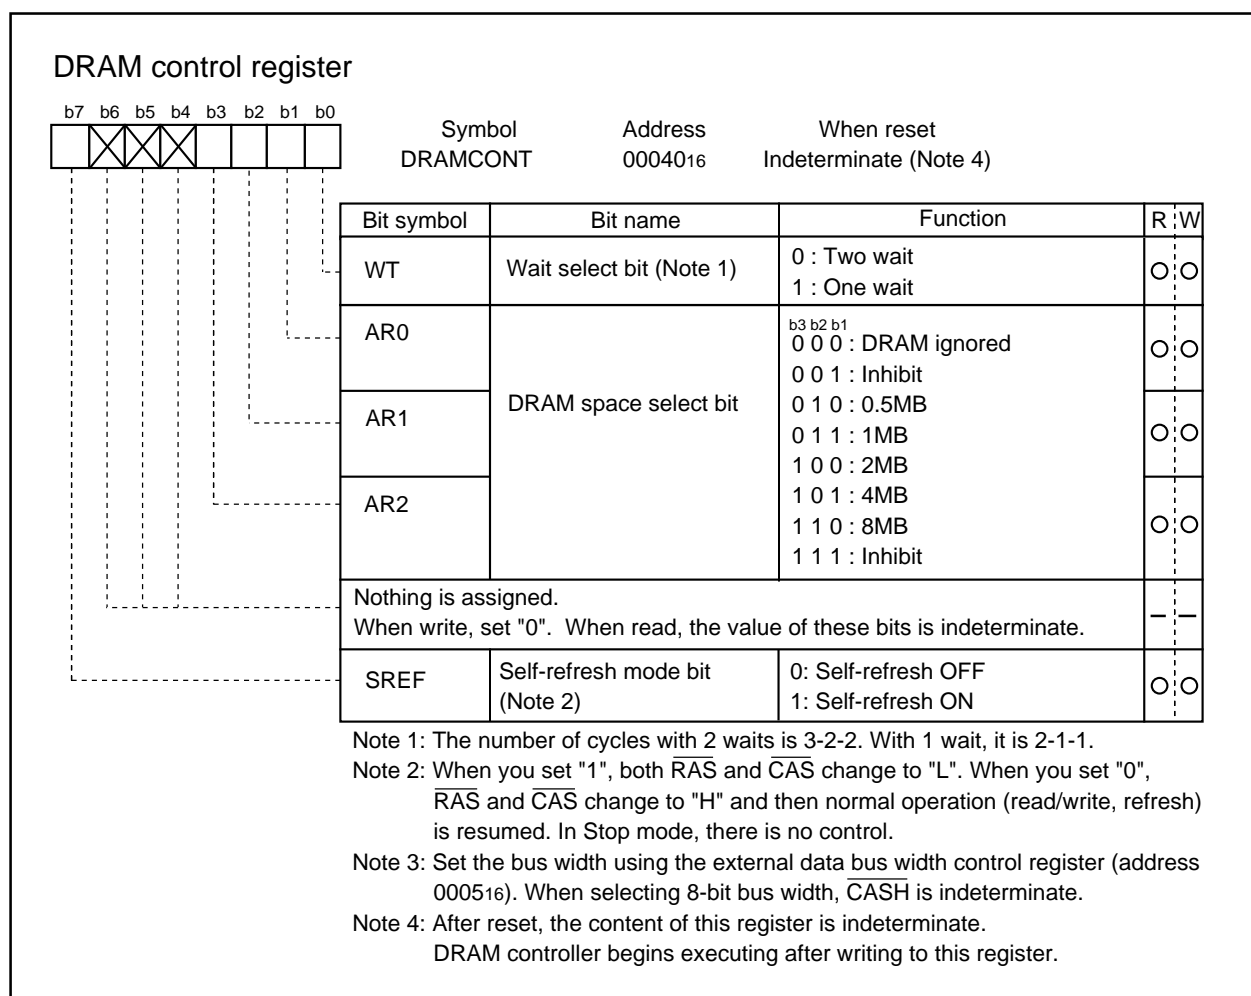 DRAM control register
b7 b6 b5 b4 b3 b2 b1 b0
Symbol Address When reset
DRAMCONT 004016 Indeterminate (Note 4)
Bit symbol Bit name Function R W
WT Wait select bit (Note 1) 0 : Two wait
1 : One wait
AR0 b3 b2 b1
0 0 0 : DRAM ignored
0 0 1 : Inhibit
AR1 DRAM space select bit 0 1 0 : 0.5MB
0 1 1 : 1MB
1 0 0 : 2MB
AR2 1 0 1 : 4MB
1 1 0 : 8MB
1 1 1 : Inhibit
Nothing is assigned.
When write, set "0". When read, the value of these bits is indeterminate.
SREF Self-refresh mode bit 0: Self-refresh OFF
(Note 2) 1: Self-refresh ON
Note 1: The number of cycles with 2 waits is 3-2-2. With 1 wait, it is 2-1-1.
Note 2: When you set "1", both RAS and CAS change to "L". When you set "0",
RAS and CAS change to "H" and then normal operation (read/write, refresh)
is resumed. In Stop mode, there is no control.
Note 3: Set the bus width using the external data bus width control register (address
000516). When selecting 8-bit bus width, CASH is indeterminate.
Note 4: After reset, the content of this register is indeterminate.
DRAM controller begins executing after writing to this register.